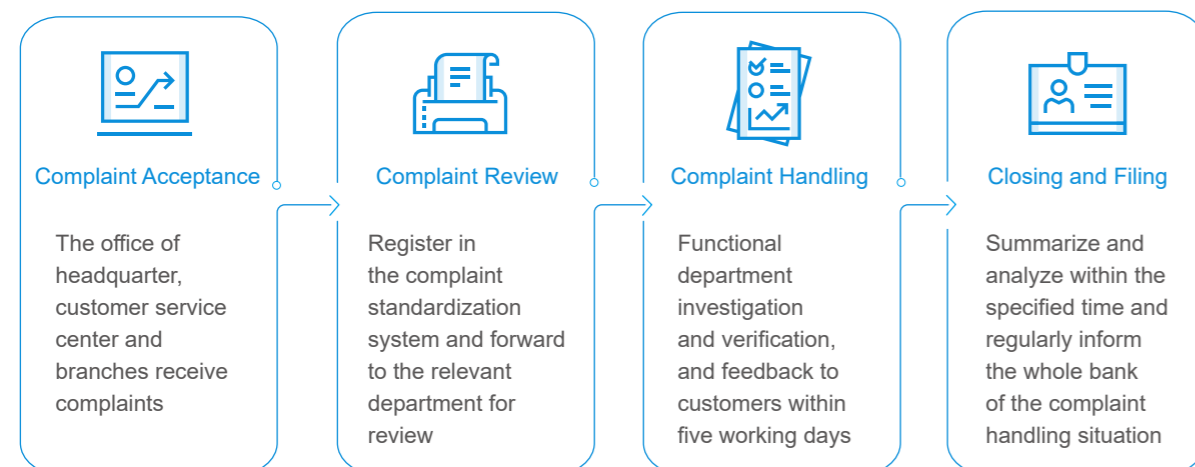 Complaint Acceptance
The office of
headquarter,
customer service
center and
branches receive
complaints
Complaint Review
Register in
the complaint
standardization
system and forward
to the relevant
department for
review
Complaint Handling
Functional
department
investigation
and verification,
and feedback to
customers within
five working days
Closing and Filing
Summarize and
analyze within the
specified time and
regularly inform
the whole bank
of the complaint
handling situation